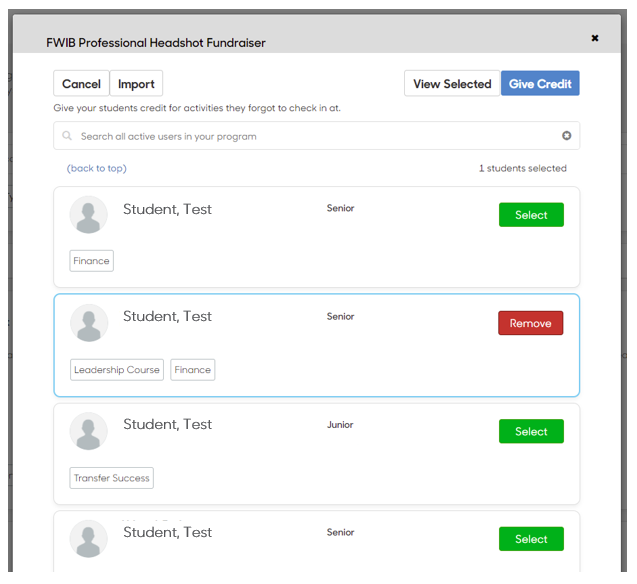 FWIB Professional Headshot Fundraiser
Cancel Import View Selected Give Credit
Give your students credit for activities they forgot to check in at.
Search all active users in your program
(back to top) 1 students selected
Student, Test Senior Select
Finance
Student, Test Senior Remove
Leadership Course Finance
Student, Test Junior Select
Transfer Success
Student, Test Senior Select